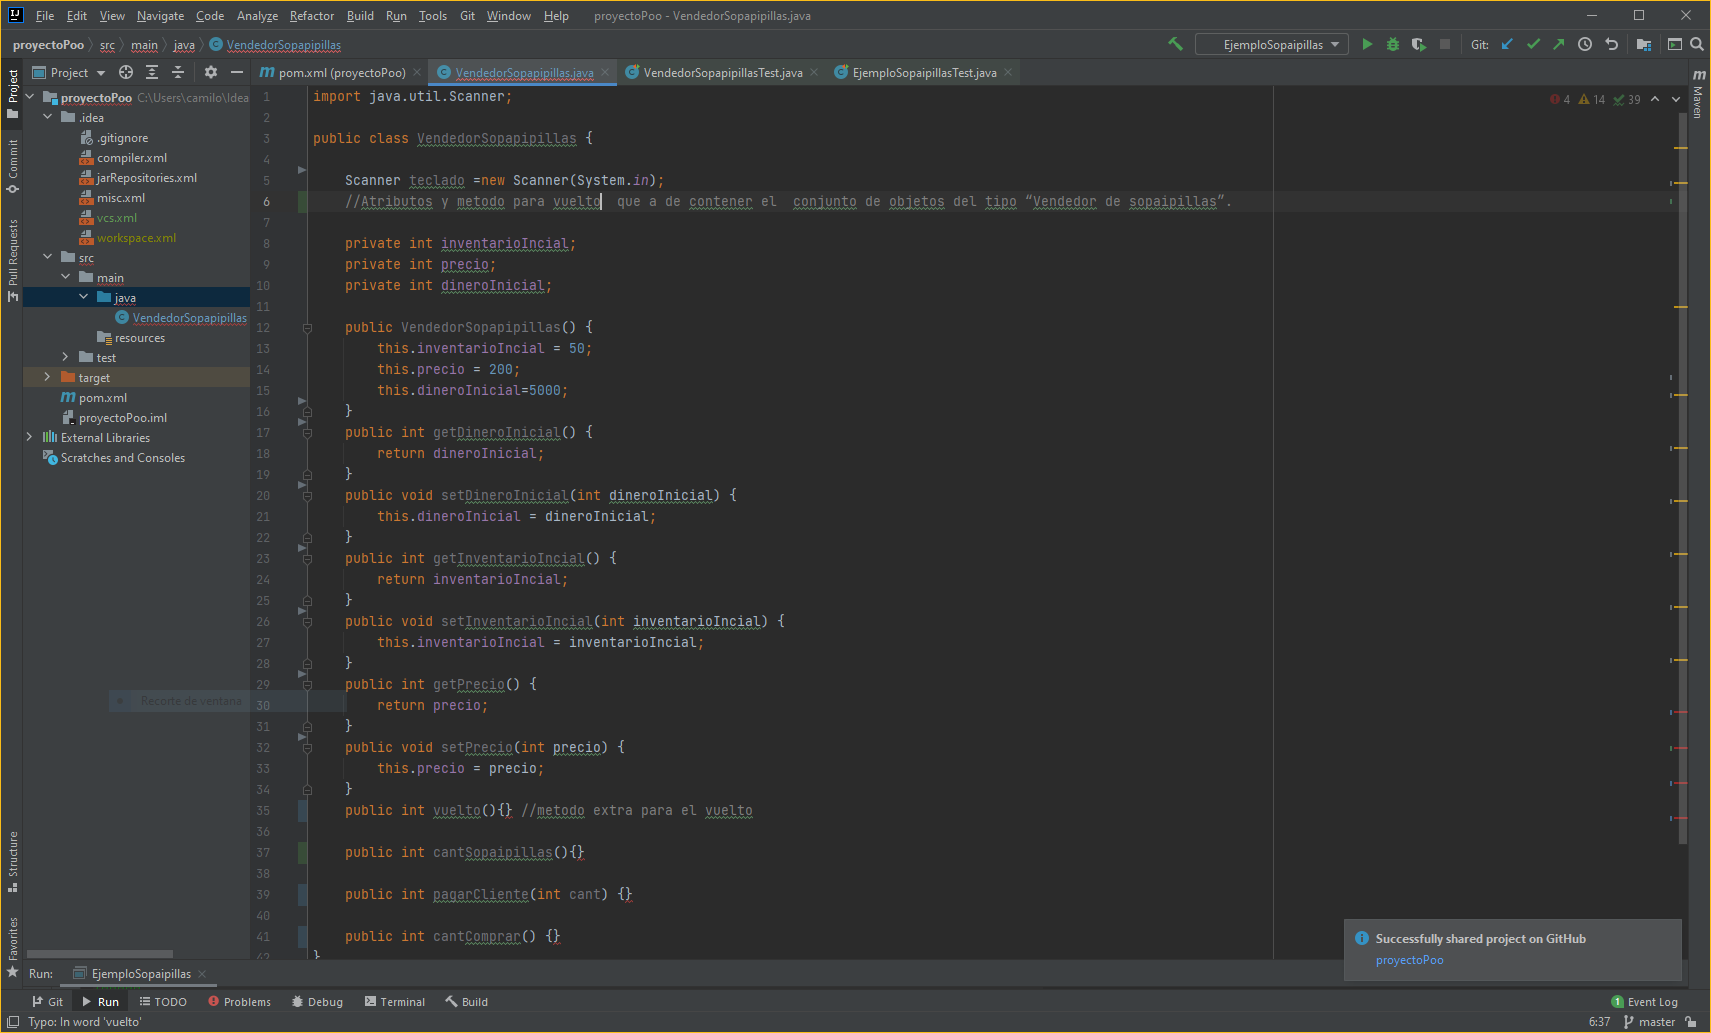 File Edit View Navigate Code Analyze Refactor Build Run Tools Git Window Help proyectoPoo - VendedorSopapipillas.java
proyectoPoo src main java VendedorSopapipillas EjemploSopaipillas Git:
Project pom.xml (proyectoPoo) VendedorSopapipillas.java VendedorSopapipillasTest.java EjemploSopaipillasTest.java
Project
Commit
Pull Requests
Structure
Favorites
Maven
proyectoPoo C:\Users\camilo\Idea
.idea
.gitignore
compiler.xml
jarRepositories.xml
misc.xml
vcs.xml
workspace.xml
src
main
java
VendedorSopapipillas
resources
test
target
pom.xml
proyectoPoo.iml
External Libraries
Scratches and Consoles
Recorte de ventana
4 14 39
1 import java.util.Scanner;
2
3 public class VendedorSopapipillas {
4
5 Scanner teclado =new Scanner(System.in);
6 //Atributos y metodo para vuelto  que a de contener el  conjunto de objetos del tipo “Vendedor de sopaipillas”.
7
8 private int inventarioIncial;
9 private int precio;
10 private int dineroInicial;
11
12 public VendedorSopapipillas() {
13 this.inventarioIncial = 50;
14 this.precio = 200;
15 this.dineroInicial=5000;
16 }
17 public int getDineroInicial() {
18 return dineroInicial;
19 }
20 public void setDineroInicial(int dineroInicial) {
21 this.dineroInicial = dineroInicial;
22 }
23 public int getInventarioIncial() {
24 return inventarioIncial;
25 }
26 public void setInventarioIncial(int inventarioIncial) {
27 this.inventarioIncial = inventarioIncial;
28 }
29 public int getPrecio() {
30 return precio;
31 }
32 public void setPrecio(int precio) {
33 this.precio = precio;
34 }
35 public int vuelto(){} //metodo extra para el vuelto
36
37 public int cantSopaipillas(){}
38
39 public int pagarCliente(int cant) {}
40
41 public int cantComprar() {}
42 }
Successfully shared project on GitHub
proyectoPoo
Run: EjemploSopaipillas
Git Run TODO Problems Debug Terminal Build 1 Event Log
Typo: In word 'vuelto' 6:37 master